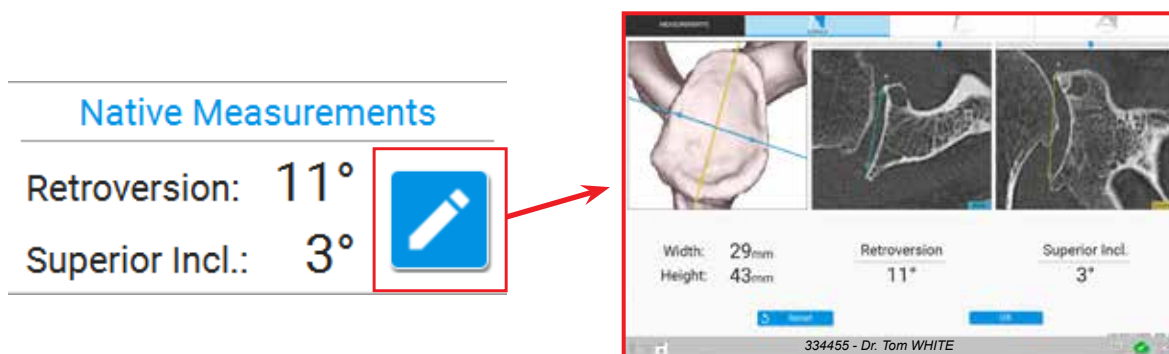 Native Measurements
Retroversion: 11°
Superior Incl.: 3°
MEASUREMENTS
Width: 29mm
Height: 43mm
Retroversion
11°
Superior Incl.
3°
Reset
OK
334455 - Dr. Tom WHITE